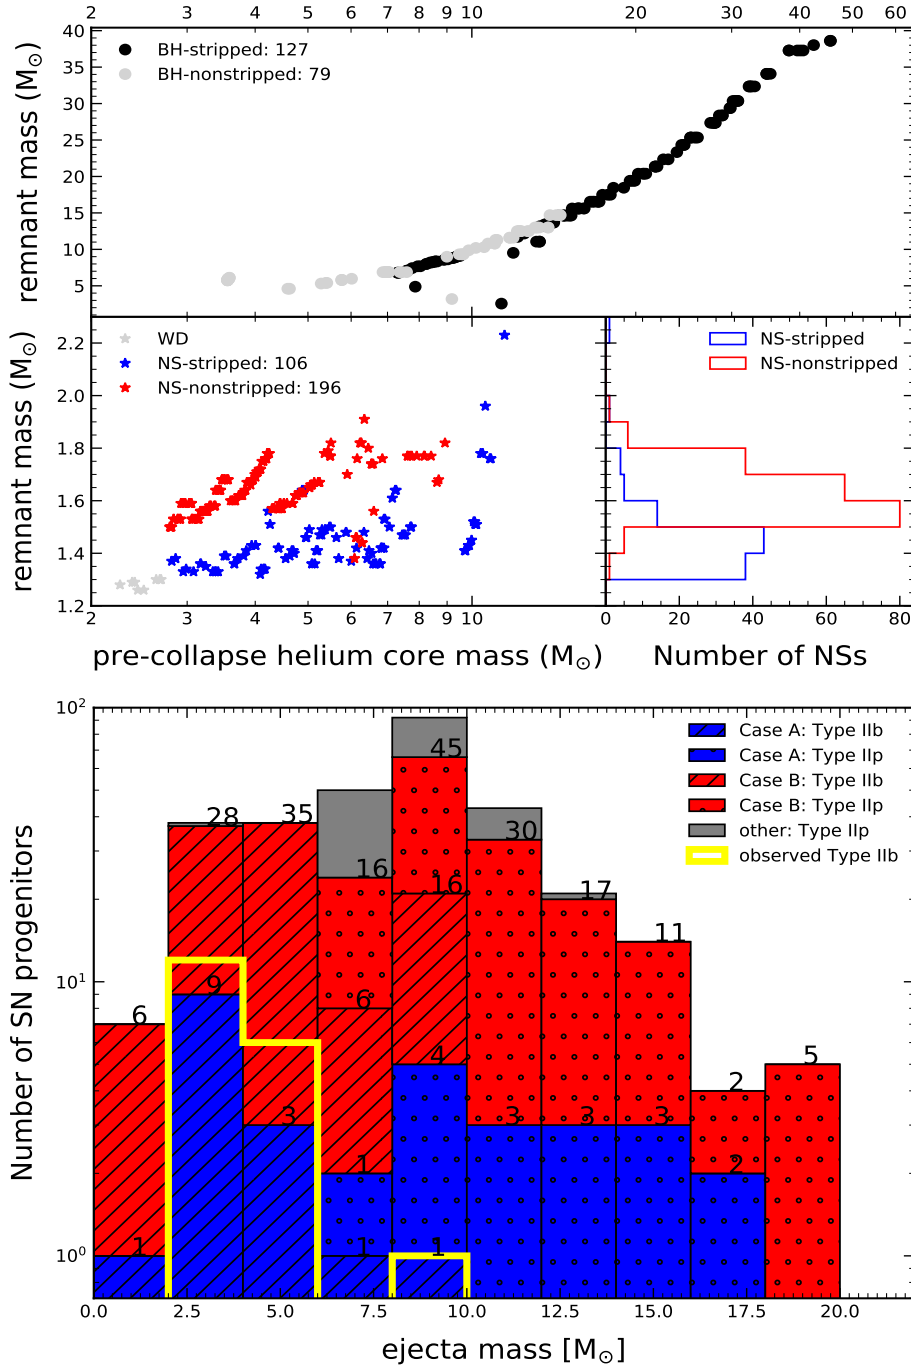 2 3 4 5 6 7 8 9 10 20 30 40 50 60
40
35
30
25
20
15
10
5
remnant mass (M⊙)
BH-stripped: 127
BH-nonstripped: 79
2.2
2.0
1.8
1.6
1.4
1.2
remnant mass (M⊙)
WD
NS-stripped: 106
NS-nonstripped: 196
NS-stripped
NS-nonstripped
2 3 4 5 6 7 8 9 10
0 20 40 60 80
pre-collapse helium core mass (M⊙)
Number of NSs
10²
10¹
10⁰
Number of SN progenitors
Case A: Type IIb
Case A: Type IIp
Case B: Type IIb
Case B: Type IIp
other: Type IIp
observed Type IIb
45
28 35 30
16 16 17
11
6 9 6
4 5
3 3 3 3
1 2 2
1 1 1
0.0 2.5 5.0 7.5 10.0 12.5 15.0 17.5 20.0
ejecta mass [M⊙]